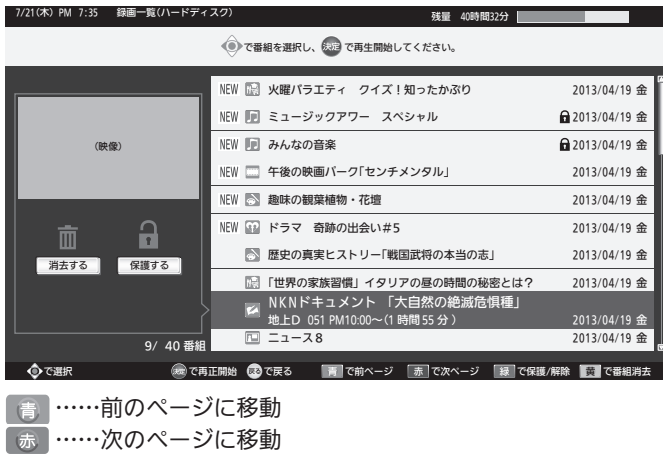 7/21(木) PM 7:35 録画一覧(ハードディスク) 残量 40時間32分
で番組を選択し、決定で再生開始してください。
(映像)
消去する 保護する
9/ 40 番組
NEW 火曜バラエティ クイズ!知ったかぶり 2013/04/19 金
NEW ミュージックアワー スペシャル 2013/04/19 金
NEW みんなの音楽 2013/04/19 金
NEW 午後の映画パーク「センチメンタル」 2013/04/19 金
NEW 趣味の観葉植物・花壇 2013/04/19 金
NEW ドラマ 奇跡の出会い#5 2013/04/19 金
歴史の真実ヒストリー「戦国武将の本当の志」 2013/04/19 金
「世界の家族習慣」イタリアの昼の時間の秘密とは? 2013/04/19 金
NKNドキュメント 「大自然の絶滅危惧種」
地上D 051 PM10:00~(1時間55分) 2013/04/19 金
ニュース8 2013/04/19 金
で選択 決定で再正開始 戻るで戻る 青で前ページ 赤で次ページ 緑で保護/解除 黄で番組消去
青……前のページに移動
赤……次のページに移動